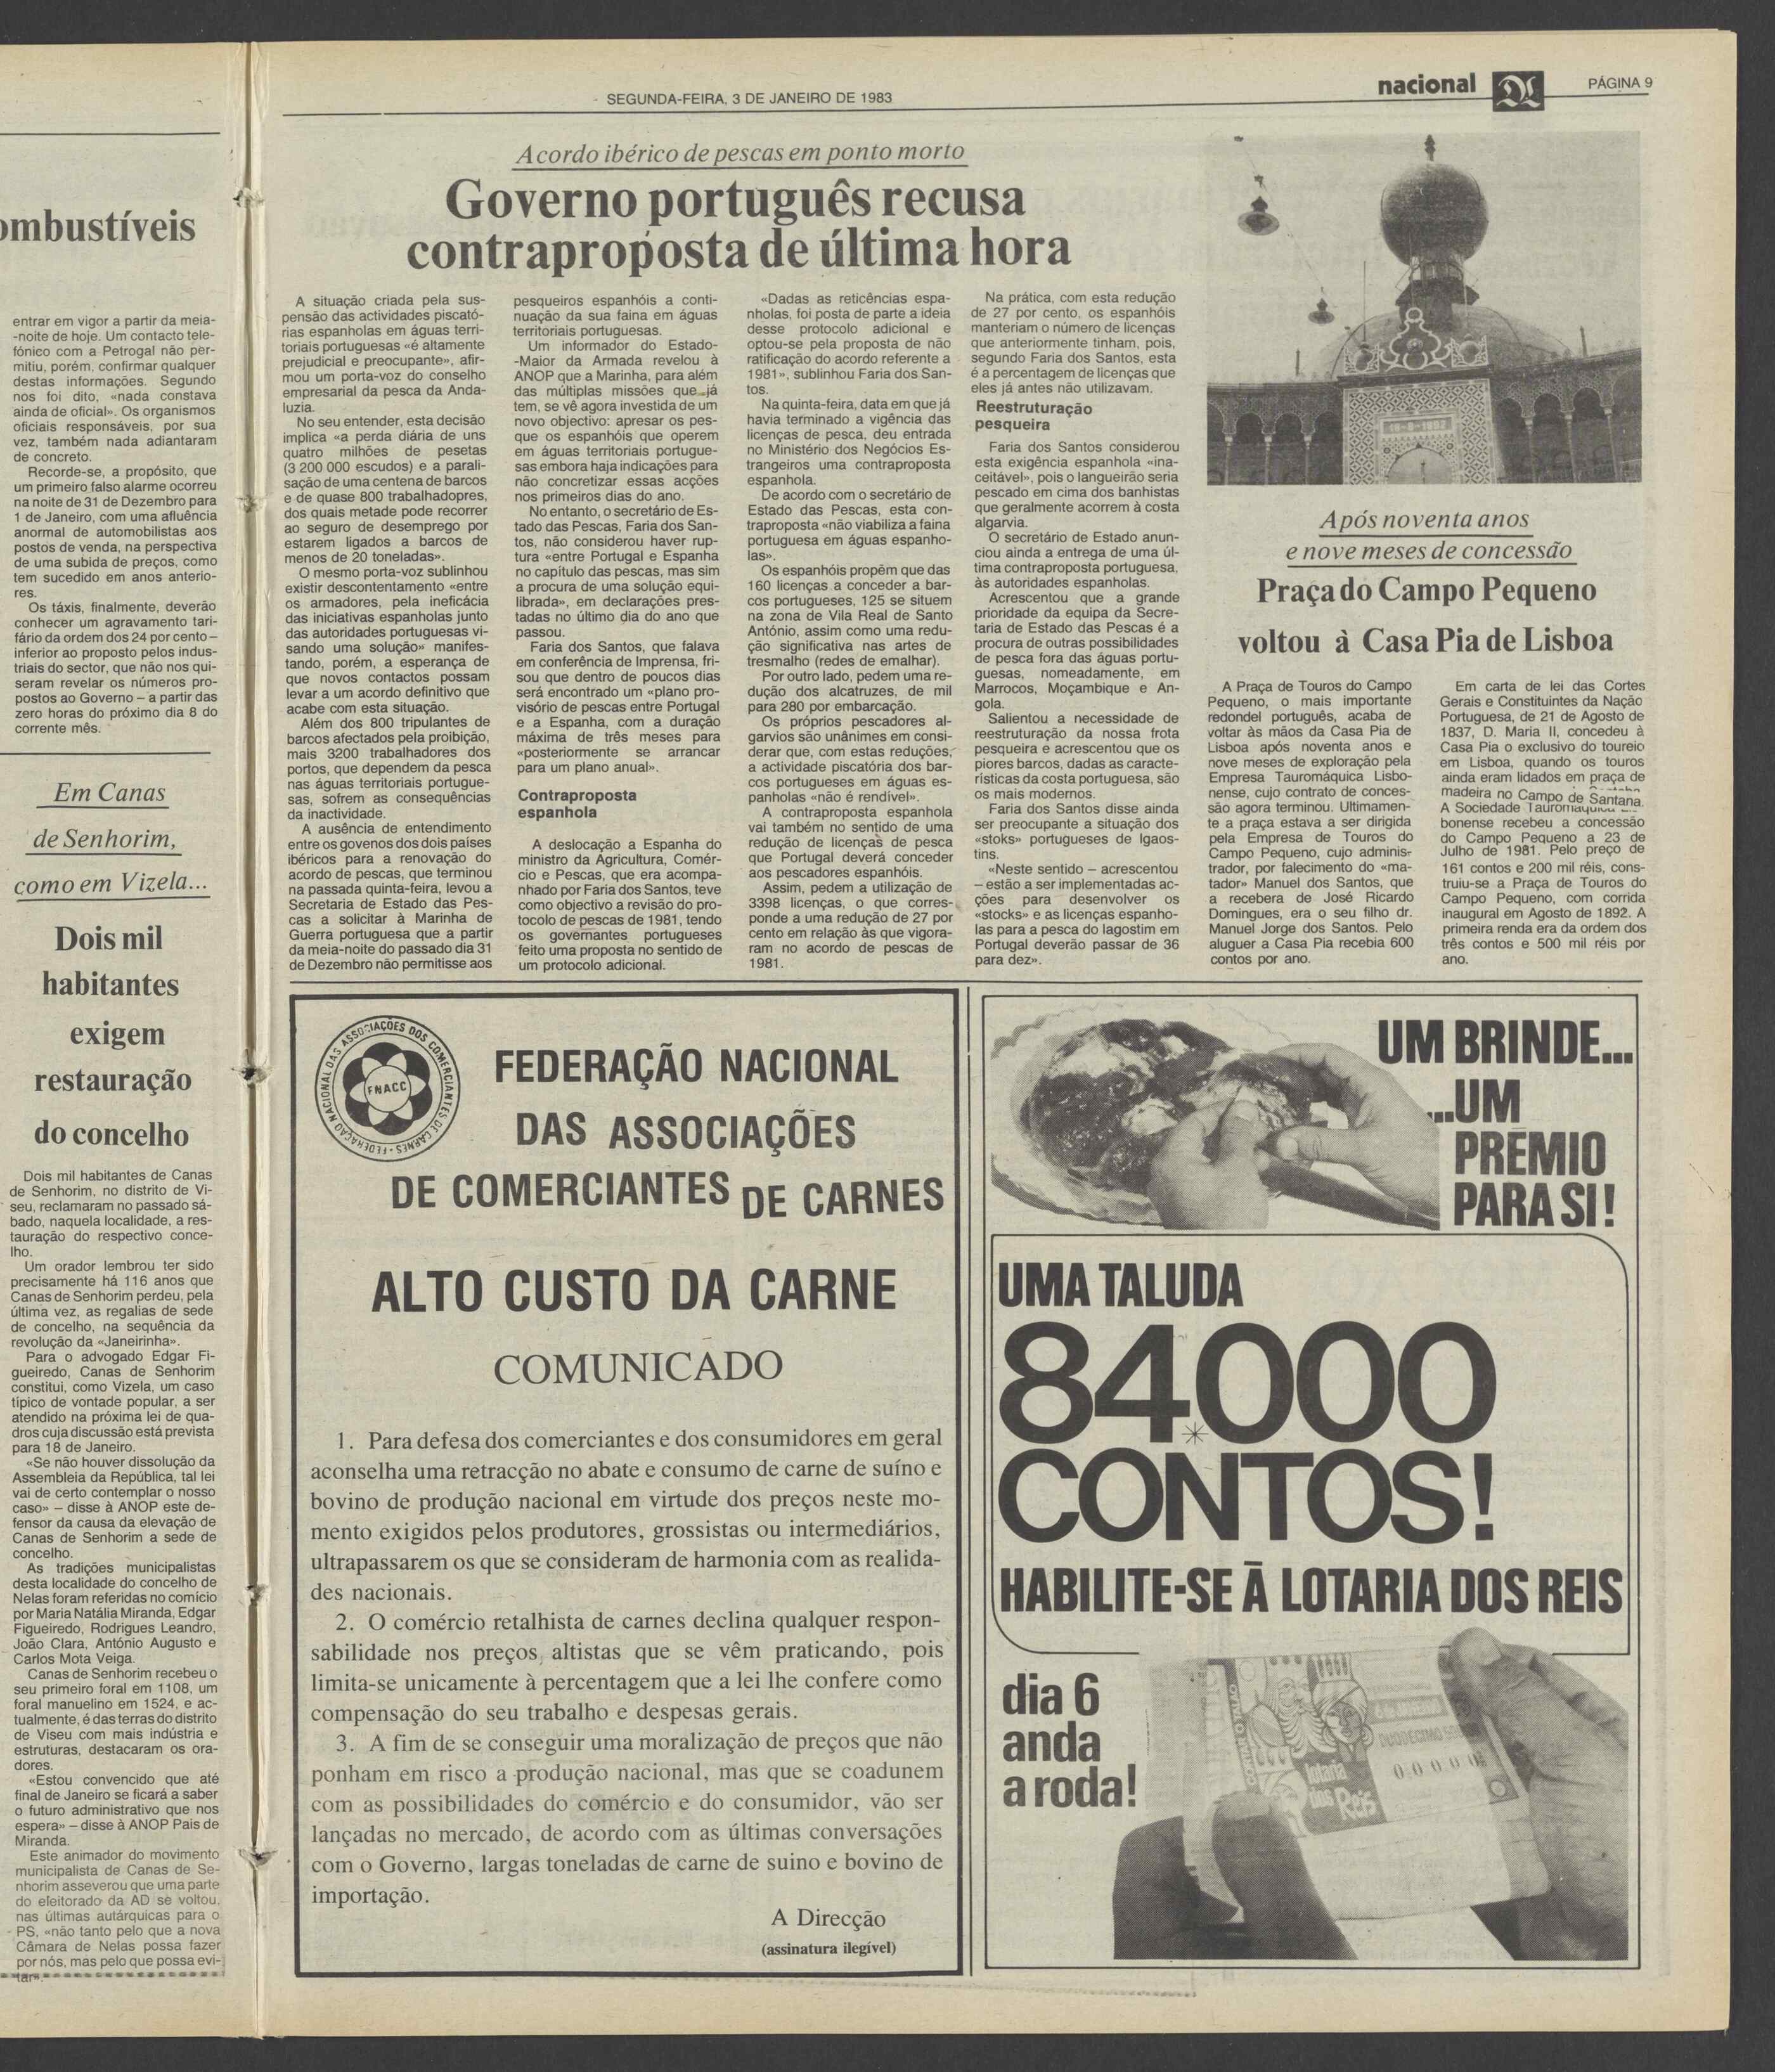 ombustíveis
entrar em vigor a partir da meia-
-noite de hoje. Um contacto tele-
fónico com a Petrogal não per-
mitiu, porém, confirmar qualquer
destas informações. Segundo
nos foi dito, «nada constava
ainda de oficial». Os organismos
oficiais responsáveis, por sua
vez, também nada adiantaram
de concreto.
Recorde-se, a propósito, que
um primeiro falso alarme ocorreu
na noite de 31 de Dezembro para
1 de Janeiro, com uma afluência
anormal de automobilistas aos
postos de venda, na perspectiva
de uma subida de preços, como
tem sucedido em anos anterio-
res.
Os táxis, finalmente, deverão
conhecer um agravamento tari-
fário da ordem dos 24 por cento –
inferior ao proposto pelos indus-
triais do sector, que não nos qui-
seram revelar os números pro-
postos ao Governo – a partir das
zero horas do próximo dia 8 do
corrente mês.
Em Canas
de Senhorim,
como em Vizela...
Dois mil
habitantes
exigem
restauração
do concelho
Dois mil habitantes de Canas
de Senhorim, no distrito de Vi-
seu, reclamaram no passado sá-
bado, naquela localidade, a res-
tauração do respectivo conce-
lho.
Um orador lembrou ter sido
precisamente há 116 anos que
Canas de Senhorim perdeu, pela
última vez, as regalias de sede
de concelho, na sequência da
revolução da «Janeirinha».
Para o advogado Edgar Fi-
gueiredo, Canas de Senhorim
constitui, como Vizela, um caso
típico de vontade popular, a ser
atendido na próxima lei de qua-
dros cuja discussão está prevista
para 18 de Janeiro.
«Se não houver dissolução da
Assembleia da República, tal lei
vai de certo contemplar o nosso
caso» – disse à ANOP este de-
fensor da causa da elevação de
Canas de Senhorim a sede de
concelho.
As tradições municipalistas
desta localidade do concelho de
Nelas foram referidas no comício
por Maria Natália Miranda, Edgar
Figueiredo, Rodrigues Leandro,
João Clara, António Augusto e
Carlos Mota Veiga.
Canas de Senhorim recebeu o
seu primeiro foral em 1108, um
foral manuelino em 1524, e ac-
tualmente, é das terras do distrito
de Viseu com mais indústria e
estruturas, destacaram os ora-
dores.
«Estou convencido que até
final de Janeiro se ficará a saber
o futuro administrativo que nos
espera» – disse à ANOP Pais de
Miranda.
Este animador do movimento
municipalista de Canas de Se-
nhorim asseverou que uma parte
do eleitorado da AD se voltou,
nas últimas autárquicas para o
PS, «não tanto pelo que a nova
Câmara de Nelas possa fazer
por nós, mas pelo que possa evi-
tar».
SEGUNDA-FEIRA, 3 DE JANEIRO DE 1983
nacional
PÁGINA 9
Acordo ibérico de pescas em ponto morto
Governo português recusa
contraproposta de última hora
A situação criada pela sus-
pensão das actividades piscató-
rias espanholas em águas terri-
toriais portuguesas «é altamente
prejudicial e preocupante», afir-
mou um porta-voz do conselho
empresarial da pesca da Anda-
luzia.
No seu entender, esta decisão
implica «a perda diária de uns
quatro milhões de pesetas
(3 200 000 escudos) e a parali-
sação de uma centena de barcos
e de quase 800 trabalhadopres,
dos quais metade pode recorrer
ao seguro de desemprego por
estarem ligados a barcos de
menos de 20 toneladas».
O mesmo porta-voz sublinhou
existir descontentamento «entre
os armadores, pela ineficácia
das iniciativas espanholas junto
das autoridades portuguesas vi-
sando uma solução» manifes-
tando, porém, a esperança de
que novos contactos possam
levar a um acordo definitivo que
acabe com esta situação.
Além dos 800 tripulantes de
barcos afectados pela proibição,
mais 3200 trabalhadores dos
portos, que dependem da pesca
nas águas territoriais portugue-
sas, sofrem as consequências
da inactividade.
A ausência de entendimento
entre os govenos dos dois países
ibéricos para a renovação do
acordo de pescas, que terminou
na passada quinta-feira, levou a
Secretaria de Estado das Pes-
cas a solicitar à Marinha de
Guerra portuguesa que a partir
da meia-noite do passado dia 31
de Dezembro não permitisse aos
pesqueiros espanhóis a conti-
nuação da sua faina em águas
territoriais portuguesas.
Um informador do Estado-
-Maior da Armada revelou à
ANOP que a Marinha, para além
das múltiplas missões que já
tem, se vê agora investida de um
novo objectivo: apresar os pes-
que os espanhóis que operem
em águas territoriais portugue-
sas embora haja indicações para
não concretizar essas acções
nos primeiros dias do ano.
No entanto, o secretário de Es-
tado das Pescas, Faria dos San-
tos, não considerou haver rup-
tura «entre Portugal e Espanha
no capítulo das pescas, mas sim
a procura de uma solução equi-
librada», em declarações pres-
tadas no último dia do ano que
passou.
Faria dos Santos, que falava
em conferência de Imprensa, fri-
sou que dentro de poucos dias
será encontrado um «plano pro-
visório de pescas entre Portugal
e a Espanha, com a duração
máxima de três meses para
«posteriormente se arrancar
para um plano anual».
Contraproposta
espanhola
A deslocação a Espanha do
ministro da Agricultura, Comér-
cio e Pescas, que era acompa-
nhado por Faria dos Santos, teve
como objectivo a revisão do pro-
tocolo de pescas de 1981, tendo
os governantes portugueses
feito uma proposta no sentido de
um protocolo adicional.
«Dadas as reticências espa-
nholas, foi posta de parte a ideia
desse protocolo adicional e
optou-se pela proposta de não
ratificação do acordo referente a
1981», sublinhou Faria dos San-
tos.
Na quinta-feira, data em que já
havia terminado a vigência das
licenças de pesca, deu entrada
no Ministério dos Negócios Es-
trangeiros uma contraproposta
espanhola.
De acordo com o secretário de
Estado das Pescas, esta con-
traproposta «não viabiliza a faina
portuguesa em águas espanho-
las».
Os espanhóis propêm que das
160 licenças a conceder a bar-
cos portugueses, 125 se situem
na zona de Vila Real de Santo
António, assim como uma redu-
ção significativa nas artes de
tresmalho (redes de emalhar).
Por outro lado, pedem uma re-
dução dos alcatruzes, de mil
para 280 por embarcação.
Os próprios pescadores al-
garvios são unânimes em consi-
derar que, com estas reduções,
a actividade piscatória dos bar-
cos portugueses em águas es-
panholas «não é rendível».
A contraproposta espanhola
vai também no sentido de uma
redução de licenças de pesca
que Portugal deverá conceder
aos pescadores espanhóis.
Assim, pedem a utilização de
3398 licenças, o que corres-
ponde a uma redução de 27 por
cento em relação às que vigora-
ram no acordo de pescas de
1981.
Na prática, com esta redução
de 27 por cento, os espanhóis
manteriam o número de licenças
que anteriormente tinham, pois,
segundo Faria dos Santos, esta
é a percentagem de licenças que
eles já antes não utilizavam.
Reestruturação
pesqueira
Faria dos Santos considerou
esta exigência espanhola «ina-
ceitável», pois o langueirão seria
pescado em cima dos banhistas
que geralmente acorrem à costa
algarvia.
O secretário de Estado anun-
ciou ainda a entrega de uma úl-
tima contraproposta portuguesa,
às autoridades espanholas.
Acrescentou que a grande
prioridade da equipa da Secre-
taria de Estado das Pescas é a
procura de outras possibilidades
de pesca fora das águas portu-
guesas, nomeadamente, em
Marrocos, Moçambique e An-
gola.
Salientou a necessidade de
reestruturação da nossa frota
pesqueira e acrescentou que os
piores barcos, dadas as caracte-
rísticas da costa portuguesa, são
os mais modernos.
Faria dos Santos disse ainda
ser preocupante a situação dos
«stoks» portugueses de lgaos-
tins.
«Neste sentido – acrescentou
– estão a ser implementadas ac-
ções para desenvolver os
«stocks» e as licenças espanho-
las para a pesca do lagostim em
Portugal deverão passar de 36
para dez».
18-8-1892
Após noventa anos
e nove meses de concessão
Praça do Campo Pequeno
voltou à Casa Pia de Lisboa
A Praça de Touros do Campo
Pequeno, o mais importante
redondel português, acaba de
voltar às mãos da Casa Pia de
Lisboa após noventa anos e
nove meses de exploração pela
Empresa Tauromáquica Lisbo-
nense, cujo contrato de conces-
são agora terminou. Ultimamen-
te a praça estava a ser dirigida
pela Empresa de Touros do
Campo Pequeno, cujo adminis-
trador, por falecimento do «ma-
tador» Manuel dos Santos, que
a recebera de José Ricardo
Domingues, era o seu filho dr.
Manuel Jorge dos Santos. Pelo
aluguer a Casa Pia recebia 600
contos por ano.
Em carta de lei das Cortes
Gerais e Constituintes da Nação
Portuguesa, de 21 de Agosto de
1837, D. Maria II, concedeu à
Casa Pia o exclusivo do toureio
em Lisboa, quando os touros
ainda eram lidados em praça de
madeira no Campo de Santana.
A Sociedade Tauromáquica
bonense recebeu a concessão
do Campo Pequeno a 23 de
Julho de 1981. Pelo preço de
161 contos e 200 mil réis, cons-
truiu-se a Praça de Touros do
Campo Pequeno, com corrida
inaugural em Agosto de 1892. A
primeira renda era da ordem dos
três contos e 500 mil réis por
ano.
FEDERAÇÃO NACIONAL DAS ASSOCIAÇÕES DOS COMERCIANTES DE CARNES
FNACC
FEDERAÇÃO NACIONAL
DAS ASSOCIAÇÕES
DE COMERCIANTES DE CARNES
ALTO CUSTO DA CARNE
COMUNICADO
1. Para defesa dos comerciantes e dos consumidores em geral
aconselha uma retracção no abate e consumo de carne de suíno e
bovino de produção nacional em virtude dos preços neste mo-
mento exigidos pelos produtores, grossistas ou intermediários,
ultrapassarem os que se consideram de harmonia com as realida-
des nacionais.
2. O comércio retalhista de carnes declina qualquer respon-
sabilidade nos preços altistas que se vêm praticando, pois
limita-se unicamente à percentagem que a lei lhe confere como
compensação do seu trabalho e despesas gerais.
3. A fim de se conseguir uma moralização de preços que não
ponham em risco a produção nacional, mas que se coadunem
com as possibilidades do comércio e do consumidor, vão ser
lançadas no mercado, de acordo com as últimas conversações
com o Governo, largas toneladas de carne de suino e bovino de
importação.
A Direcção
(assinatura ilegível)
UM BRINDE...
...UM
PRÉMIO
PARA SI!
UMA TALUDA
84000
CONTOS!
HABILITE-SE À LOTARIA DOS REIS
dia 6
anda
a roda!
lotaria
dos Reis
DUODECIMO
00000